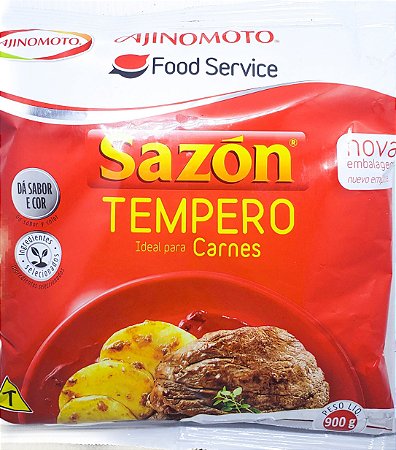 AJINOMOTO
AJINOMOTO®
Food Service
Sazón®
nova
embalagem
DÁ SABOR
E COR
TEMPERO
Ideal para Carnes
Ingredientes
selecionados
T
PESO LÍQ
900 g